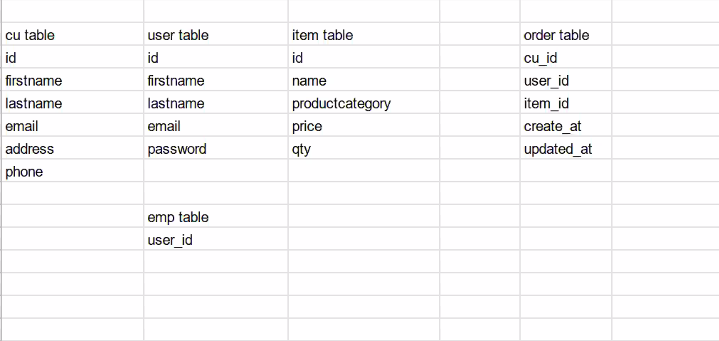 cu table user table item table order table
id id id cu_id
firstname firstname name user_id
lastname lastname productcategory item_id
email email price create_at
address password qty updated_at
phone
emp table
user_id